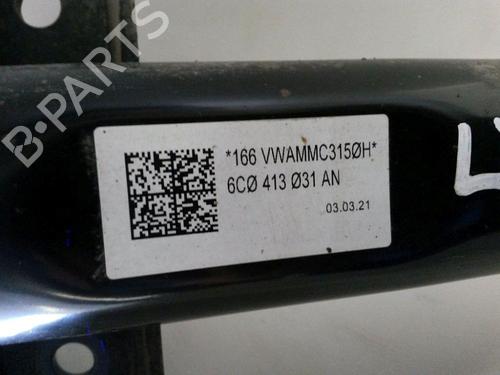 B-PARTS
*166 VWAMMC315ØH*
6CØ 413 Ø31 AN
03.03.21